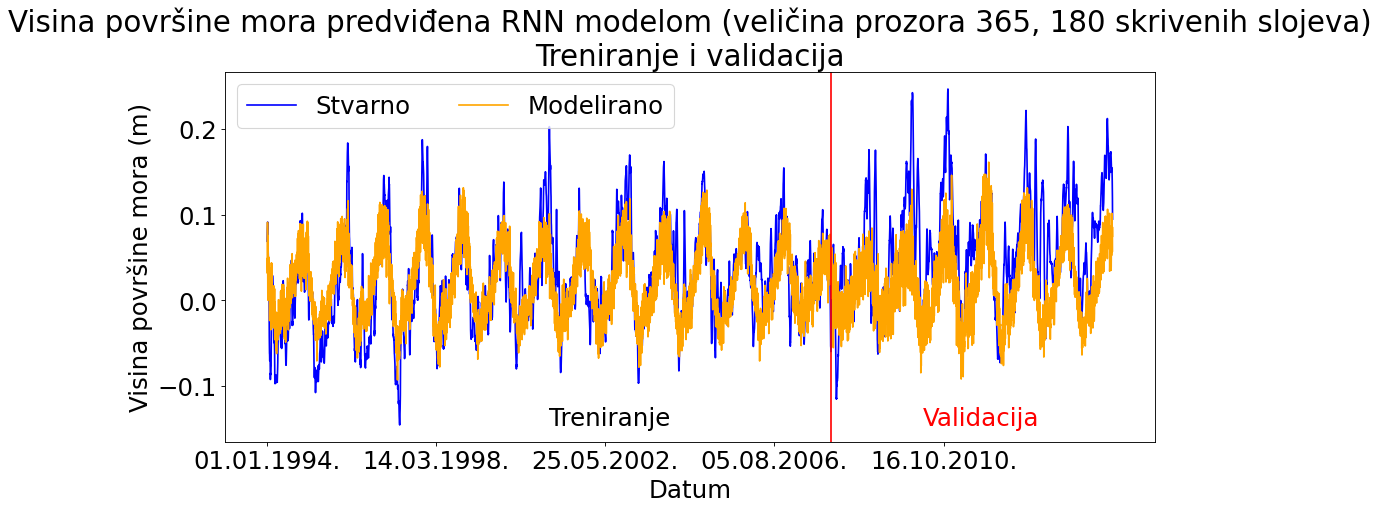 Visina površine mora predviđena RNN modelom (veličina prozora 365, 180 skrivenih slojeva)
Treniranje i validacija
Stvarno
Modelirano
Visina površine mora (m)
0.2
0.1
0.0
−0.1
Treniranje
Validacija
01.01.1994.
14.03.1998.
25.05.2002.
05.08.2006.
16.10.2010.
Datum